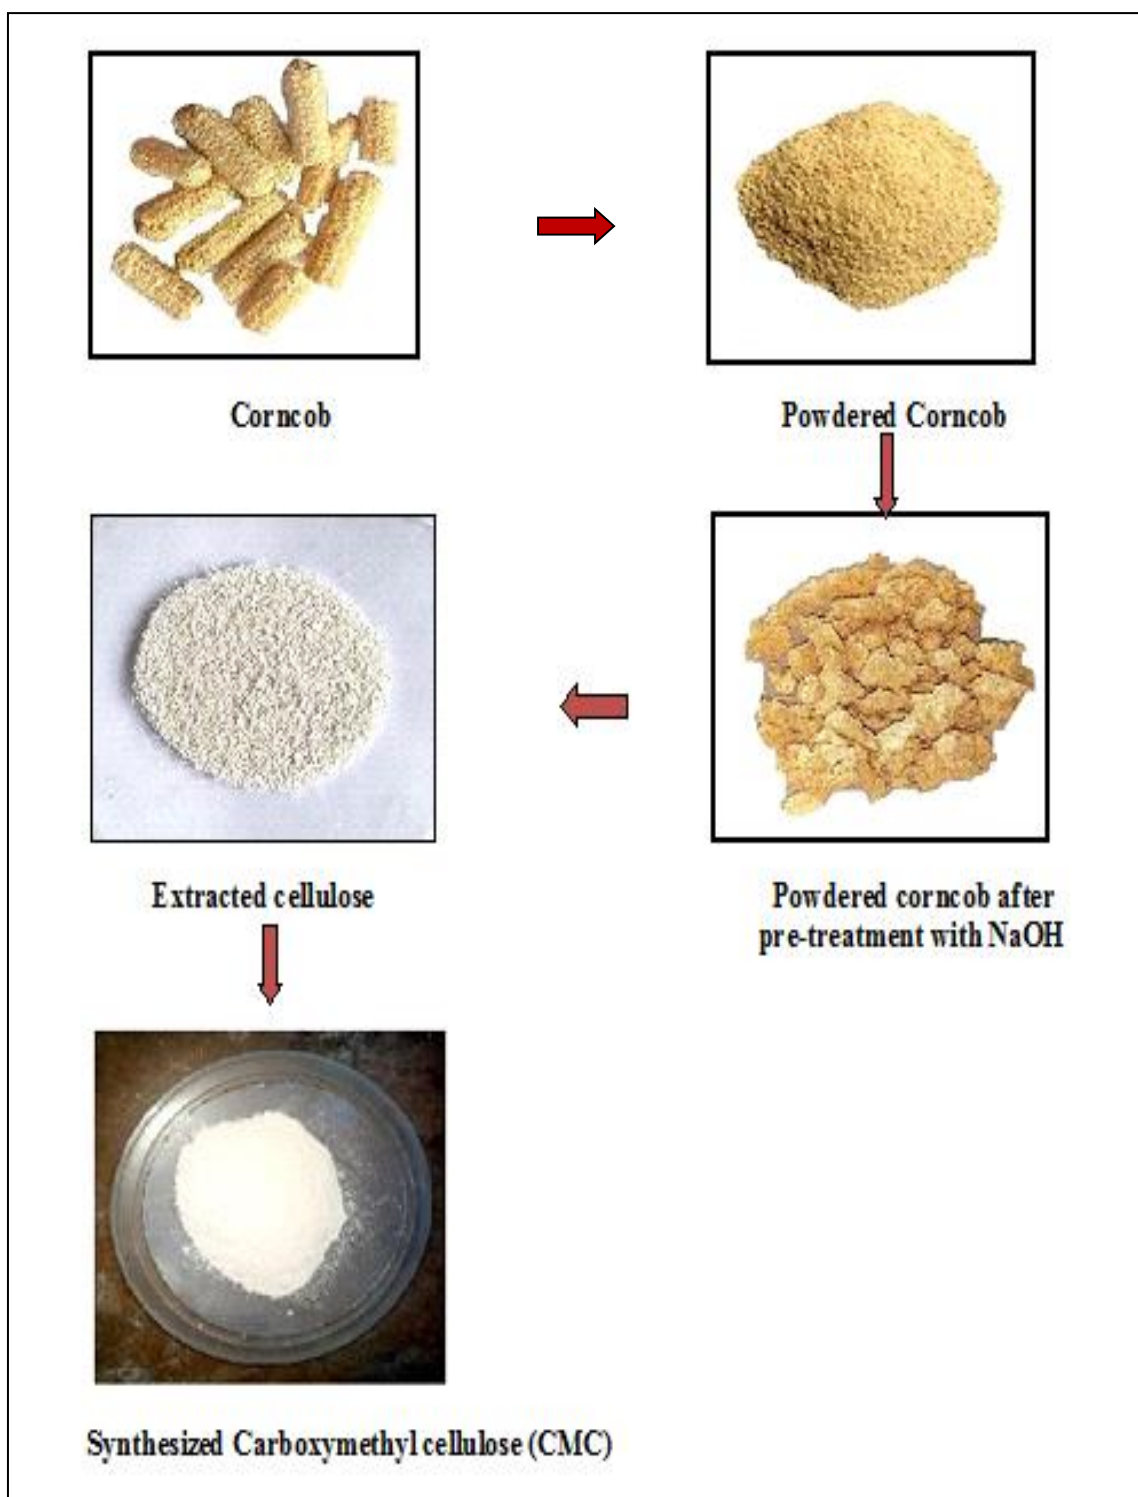 Corncob
Powdered Corncob
Powdered corncob after
pre-treatment with NaOH
Extracted cellulose
Synthesized Carboxymethyl cellulose (CMC)